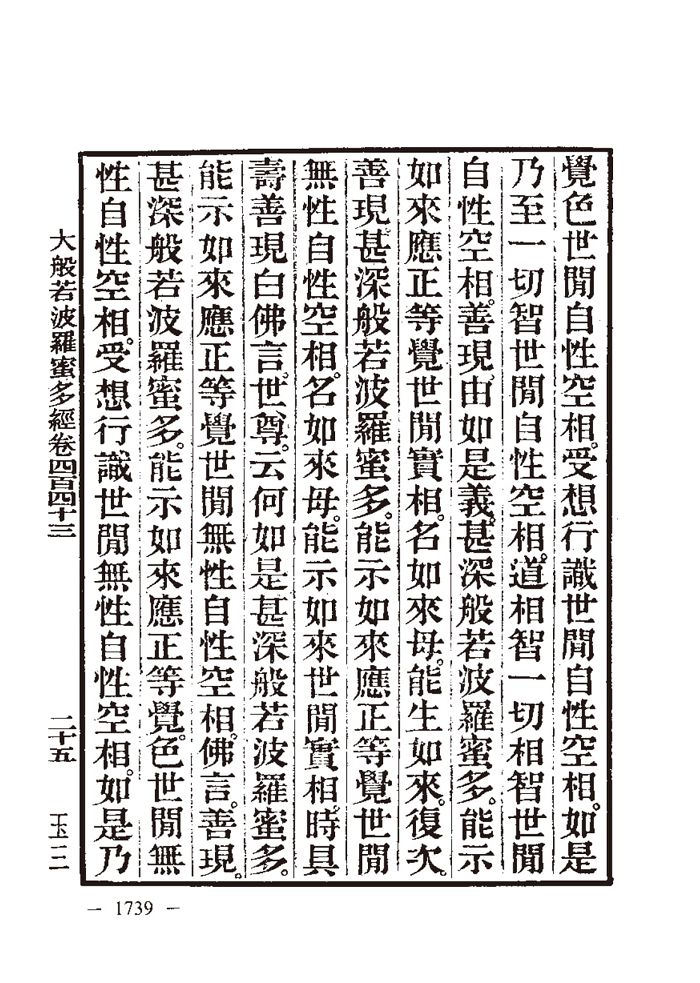 覺色世閒自性空相。受想行識世閒自性空相。如是
乃至一切智世閒自性空相。道相智一切相智世閒
自性空相。善現由如是義。甚深般若波羅蜜多。能示
如來應正等覺世閒實相。名如來母。能生如來。復次。
善現。甚深般若波羅蜜多。能示如來應正等覺世閒
無性自性空相。名如來母。能示如來世閒實相。時具
壽善現白佛言。世尊。云何如是甚深般若波羅蜜多。
能示如來應正等覺世閒無性自性空相。佛言。善現。
甚深般若波羅蜜多。能示如來應正等覺。色世閒無
性自性空相。受想行識世閒無性自性空相。如是乃
大般若波羅蜜多經卷四百四十三 二十五 玉三
— 1739 —